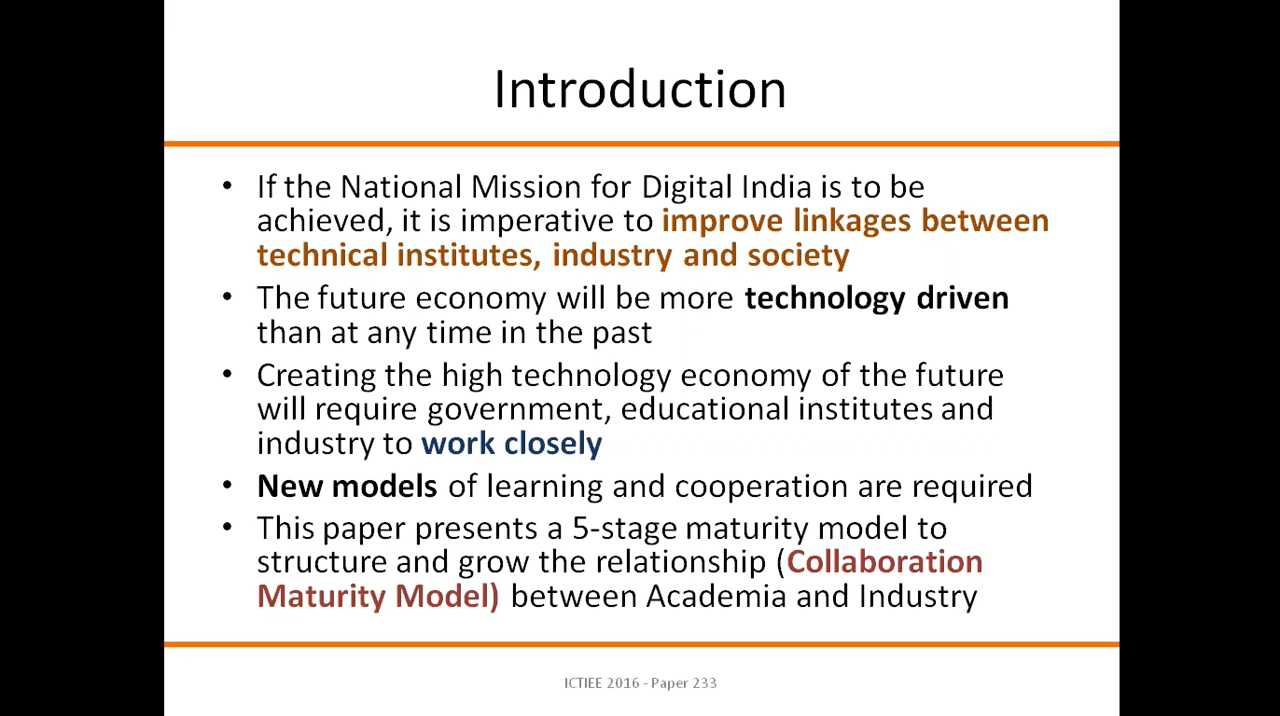 Introduction
• If the National Mission for Digital India is to be
achieved, it is imperative to improve linkages between
technical institutes, industry and society
• The future economy will be more technology driven
than at any time in the past
• Creating the high technology economy of the future
will require government, educational institutes and
industry to work closely
• New models of learning and cooperation are required
• This paper presents a 5-stage maturity model to
structure and grow the relationship (Collaboration
Maturity Model) between Academia and Industry
ICTIEE 2016 - Paper 233